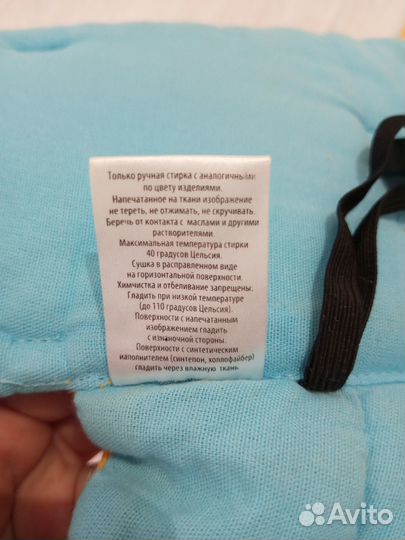 Только ручная стирка с аналогичными
по цвету изделиями.
Напечатанное на ткани изображение
не тереть, не отжимать, не скручивать.
Беречь от контакта с маслами и другими
растворителями.
Максимальная температура стирки
40 градусов Цельсия.
Сушка в расправленном виде
на горизонтальной поверхности.
Химчистка и отбеливание запрещены.
Гладить при низкой температуре
(до 110 градусов Цельсия).
Поверхности с напечатанным
изображением гладить
с изнаночной стороны.
Поверхности с синтетическим
наполнителем (синтепон, холлофайбер)
гладить через влажную ткань.
Avito